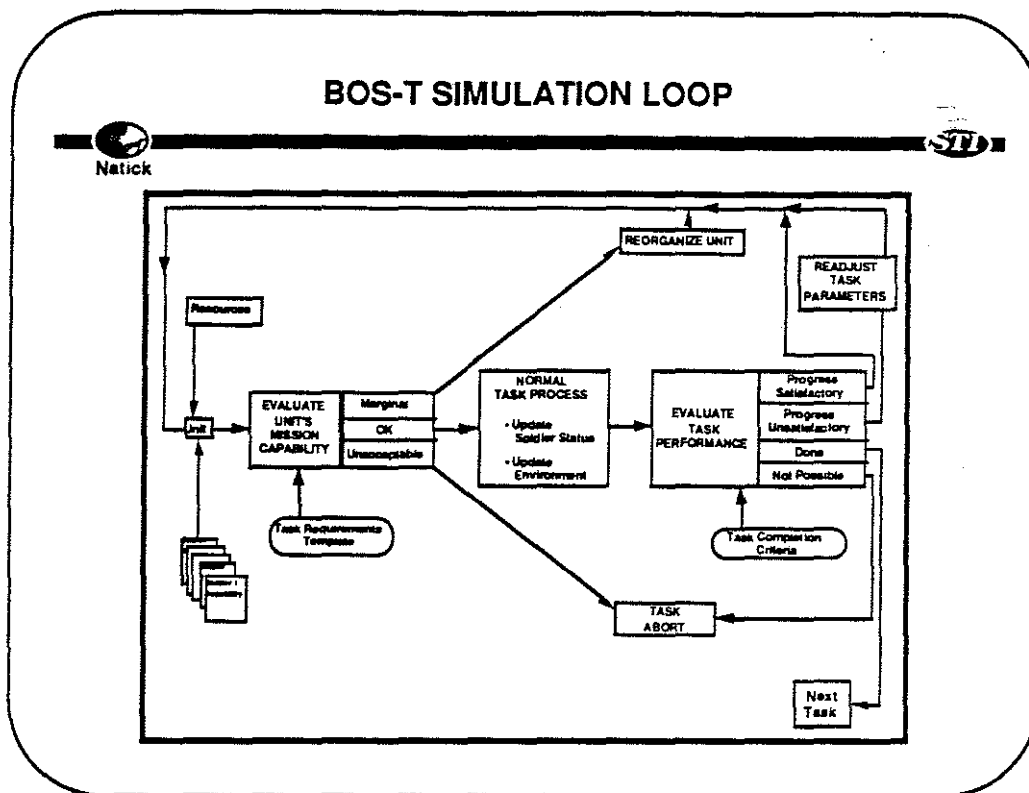 BOS-T SIMULATION LOOP
Natick
STI
REORGANIZE UNIT
READJUST
TASK
PARAMETERS
Resources
Unit
EVALUATE
UNIT'S
MISSION
CAPABILITY
Marginal
OK
Unacceptable
NORMAL
TASK PROCESS
• Update
Soldier Status
• Update
Environment
EVALUATE
TASK
PERFORMANCE
Progress
Satisfactory
Progress
Unsatisfactory
Done
Not Possible
Task Requirements
Template
Task Completion
Criteria
TASK
ABORT
Next
Task